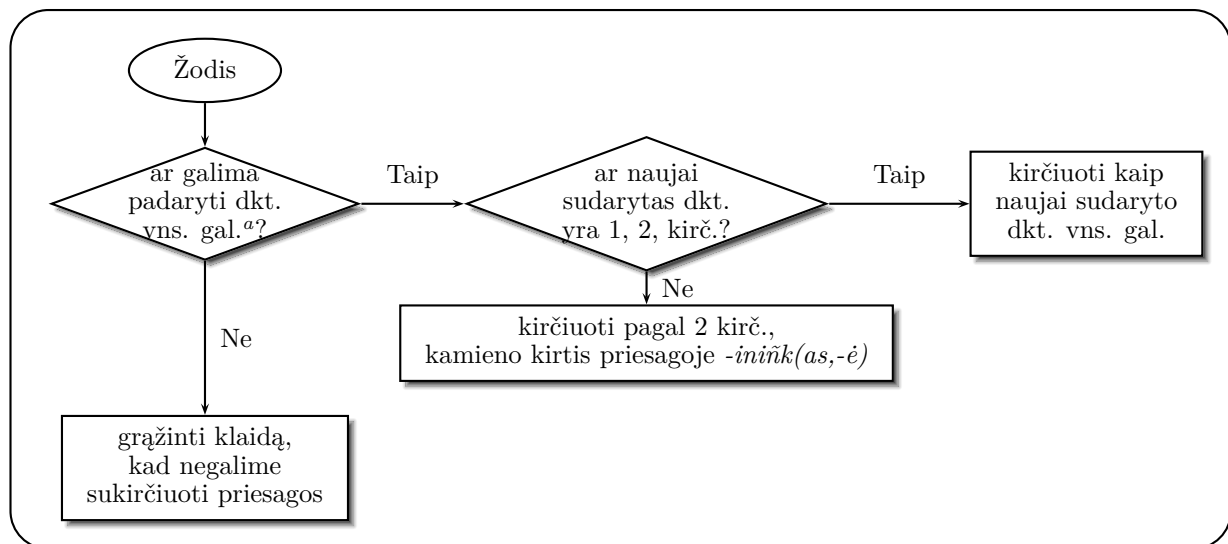 Žodis
ar galima
padaryti dkt.
vns. gal.ᵃ?
Taip
ar naujai
sudarytas dkt.
yra 1, 2, kirč.?
Taip
kirčiuoti kaip
naujai sudaryto
dkt. vns. gal.
Ne
kirčiuoti pagal 2 kirč.,
kamieno kirtis priesagoje -iniñk(as,-ė)
Ne
grąžinti klaidą,
kad negalime
sukirčiuoti priesagos